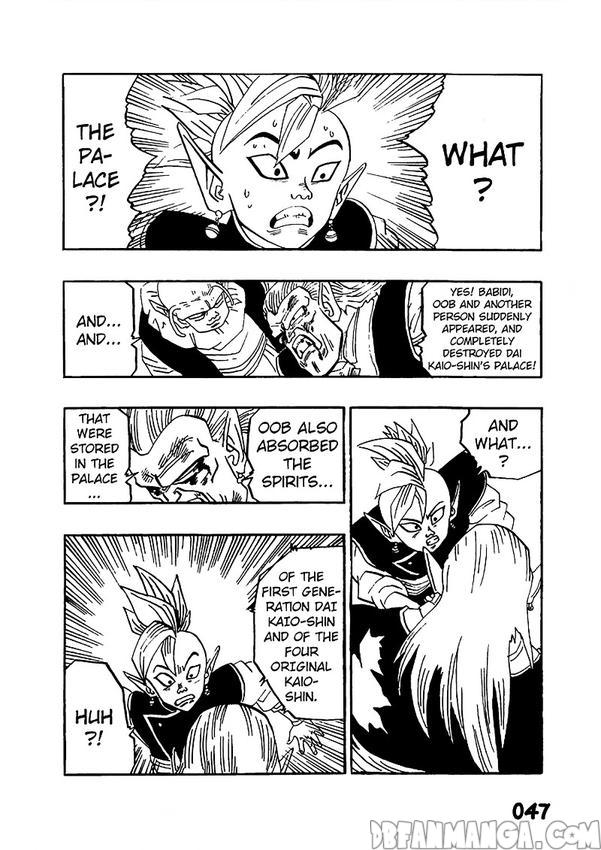 WHAT
?
THE
PA-
LACE
?!
YES! BABIDI,
OOB AND ANOTHER
PERSON SUDDENLY
APPEARED, AND
COMPLETELY
DESTROYED DAI
KAIO-SHIN'S PALACE!
AND...
AND...
AND
WHAT...
?
OOB ALSO
ABSORBED
THE
SPIRITS...
THAT
WERE
STORED
IN THE
PALACE
...
OF THE
FIRST GENE-
RATION DAI
KAIO-SHIN
AND OF THE
FOUR
ORIGINAL
KAIO-
SHIN.
HUH
?!
047
DBFANMANGA.COM